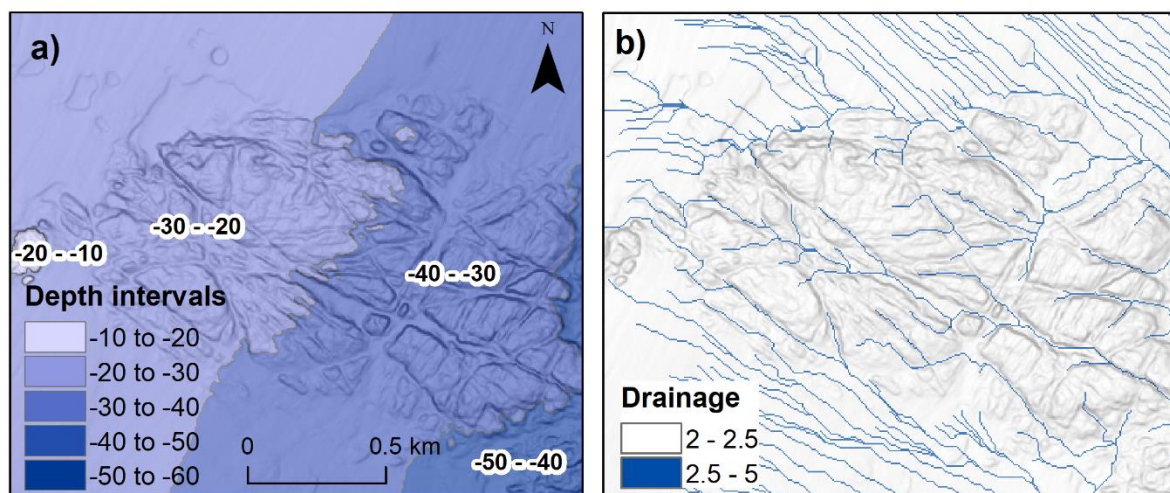 a)
N
-30 - -20
-20 - -10
-40 - -30
-50 - -40
Depth intervals
-10 to -20
-20 to -30
-30 to -40
-40 to -50
-50 to -60
0 0.5 km
b)
Drainage
2 - 2.5
2.5 - 5